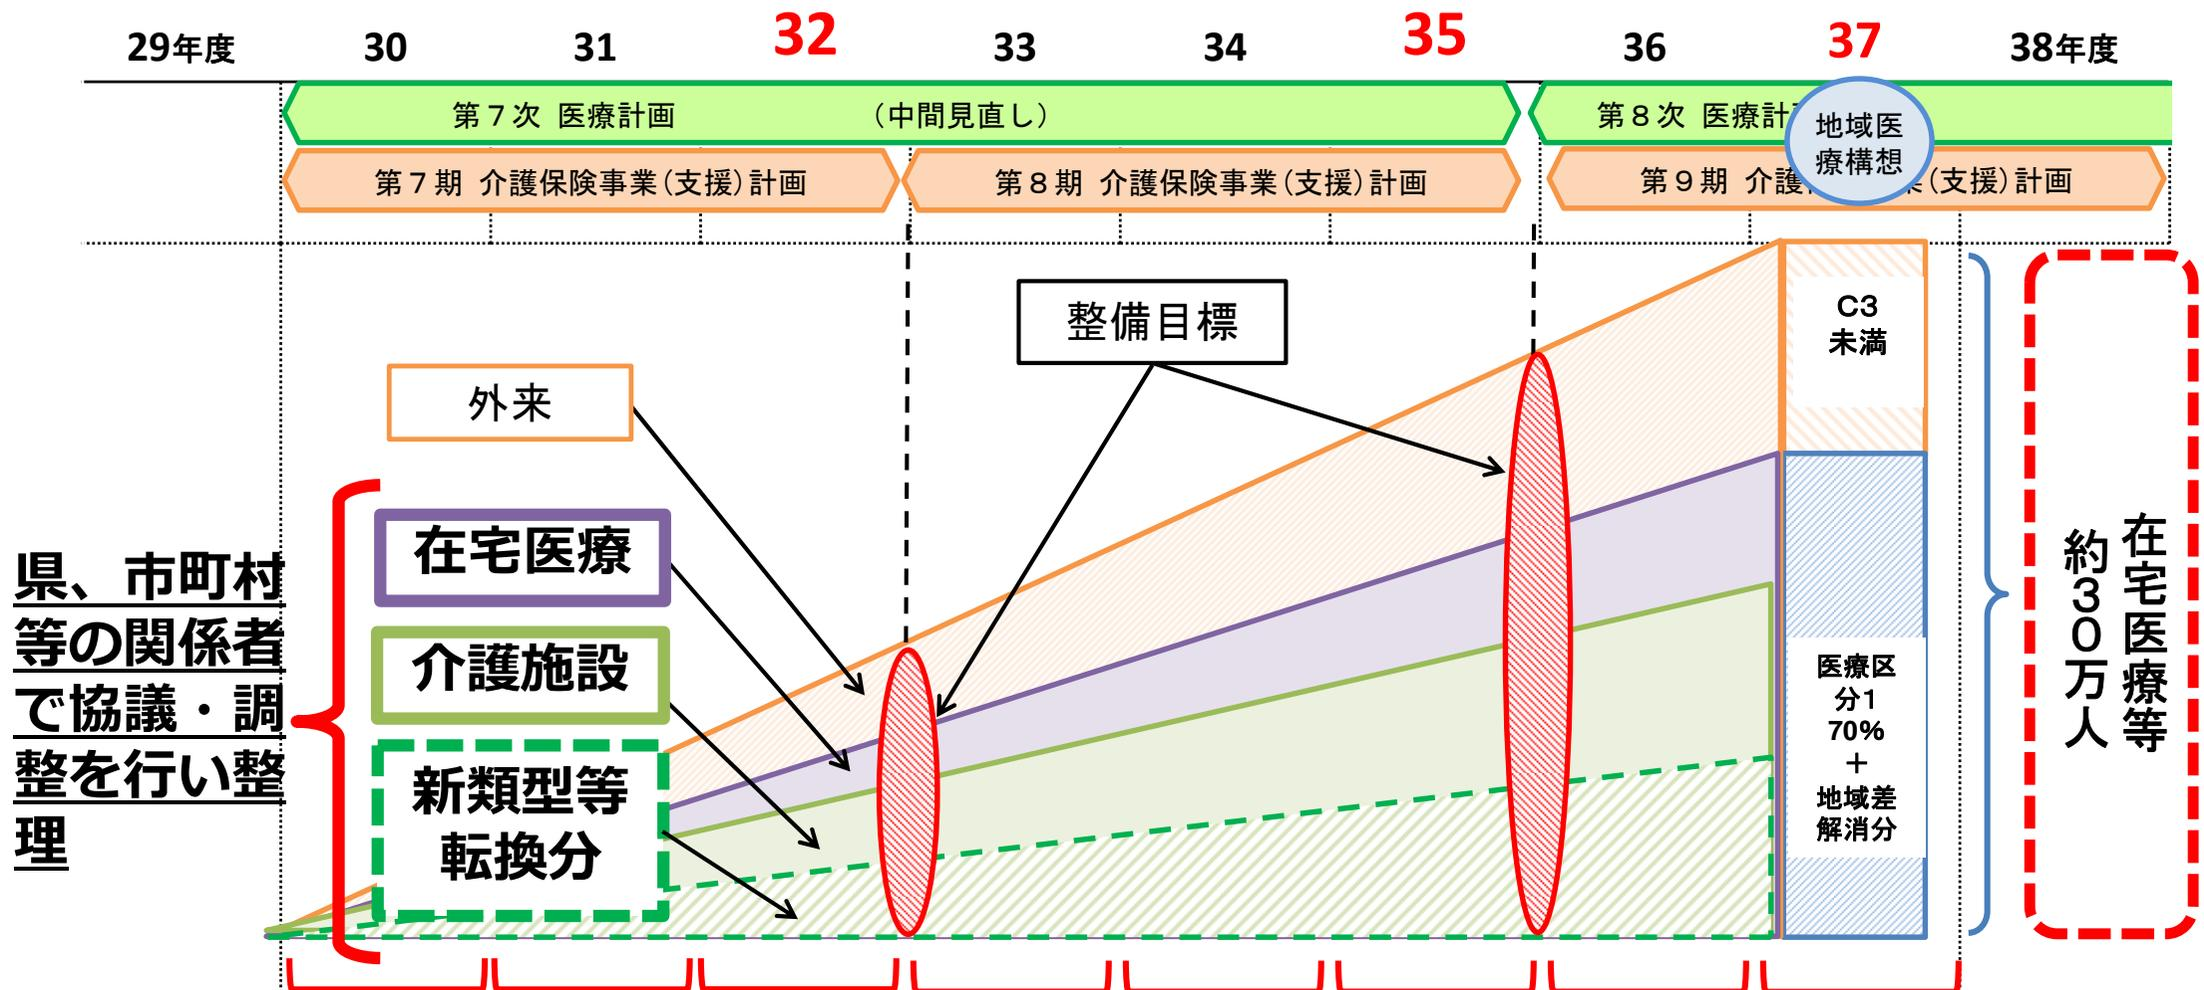 29年度 30 31 32 33 34 35 36 37 38年度
第７次 医療計画 （中間見直し）
第８次 医療計
地域医
療構想
第７期 介護保険事業（支援）計画
第８期 介護保険事業（支援）計画
第９期 介護 （支援）計画
整備目標
外来
在宅医療
介護施設
新類型等
転換分
県、市町村
等の関係者
で協議・調
整を行い整
理
C3
未満
医療区
分1
70%
＋
地域差
解消分
在宅医療等
約３０万人